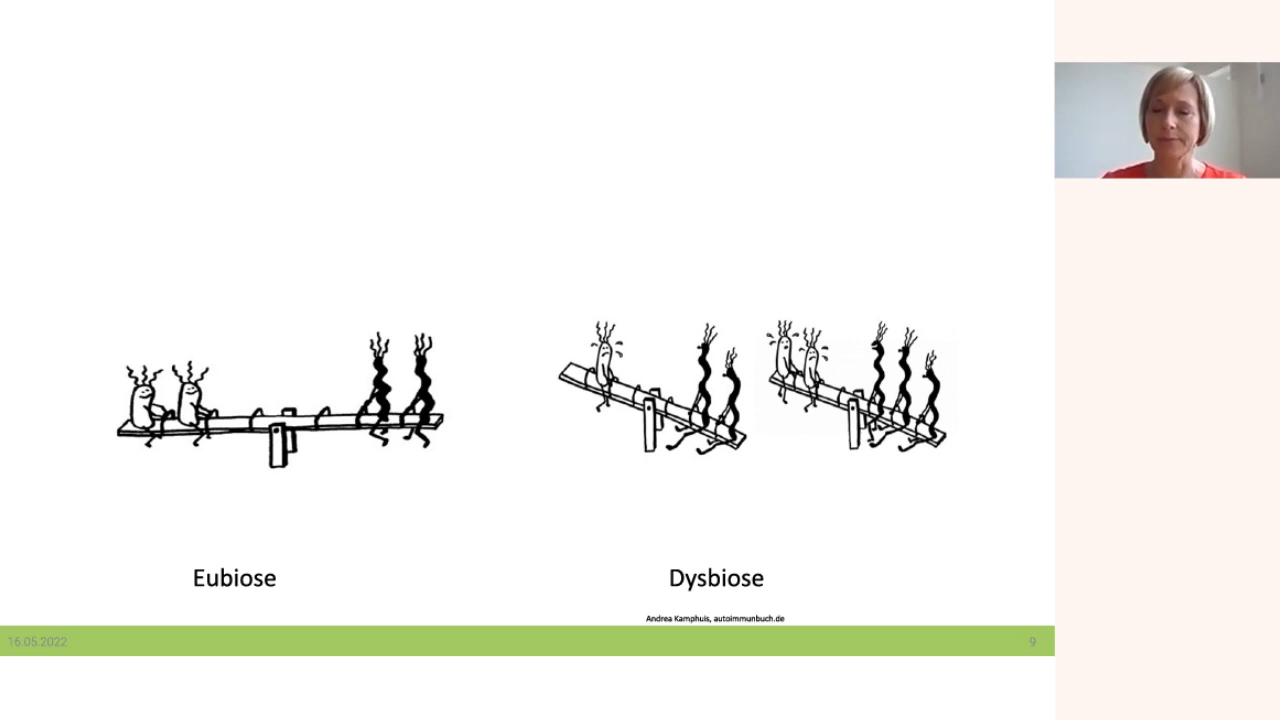 Eubiose
Dysbiose
Andrea Kamphuis, autoimmunbuch.de
16.05.2022
9